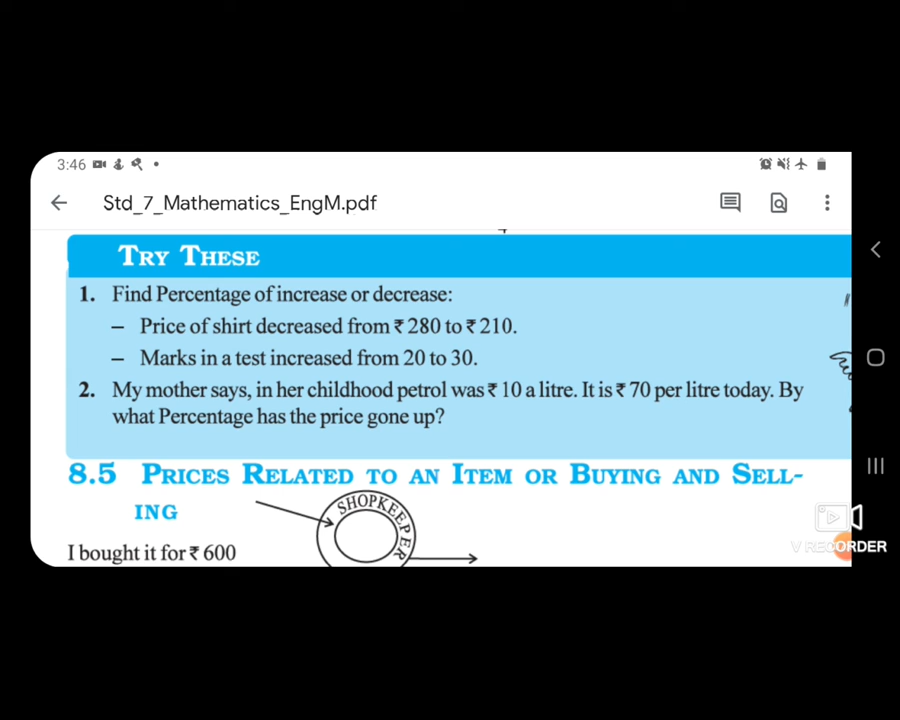 3:46
Std_7_Mathematics_EngM.pdf
TRY THESE
1. Find Percentage of increase or decrease:
– Price of shirt decreased from ₹ 280 to ₹ 210.
– Marks in a test increased from 20 to 30.
2. My mother says, in her childhood petrol was ₹ 10 a litre. It is ₹ 70 per litre today. By
what Percentage has the price gone up?
8.5 PRICES RELATED TO AN ITEM OR BUYING AND SELL-
ING
SHOPKEEPER
I bought it for ₹ 600
V RECORDER